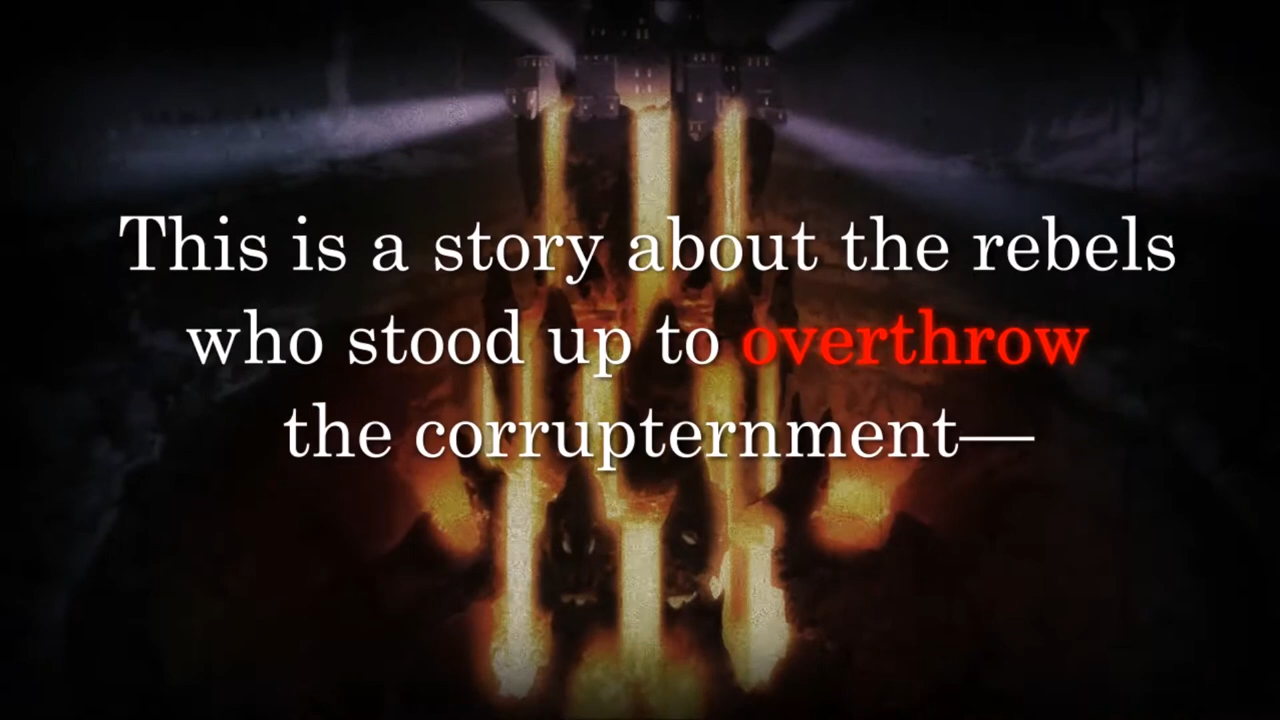 This is a story about the rebels
who stood up to overthrow
the corrupternment—